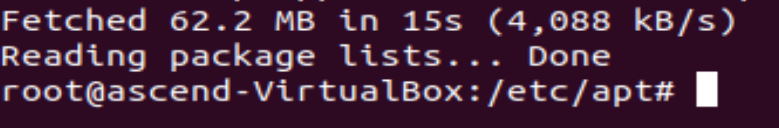 Fetched 62.2 MB in 15s (4,088 kB/s)
Reading package lists... Done
root@ascend-VirtualBox:/etc/apt#